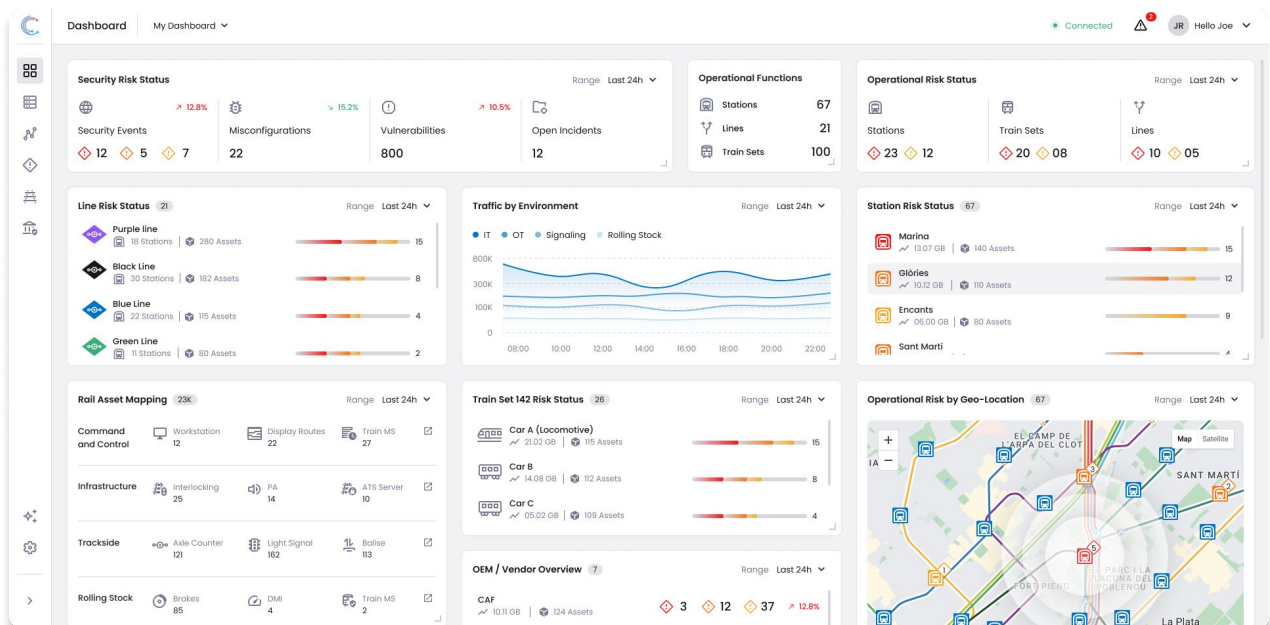 Dashboard My Dashboard
Connected 2 JR Hello Joe
Security Risk Status Range Last 24h
12.8% 15.2% 10.5%
Security Events Misconfigurations Vulnerabilities Open Incidents
12 5 7 22 800 12
Operational Functions
Stations 67
Lines 21
Train Sets 100
Operational Risk Status Range Last 24h
Stations Train Sets Lines
23 12 20 08 10 05
Line Risk Status 21 Range Last 24h
Purple line
18 Stations 280 Assets 15
Black Line
30 Stations 182 Assets 8
Blue Line
22 Stations 115 Assets 4
Green Line
11 Stations 80 Assets 2
Traffic by Environment Range Last 24h
IT OT Signaling Rolling Stock
800K
300K
100K
0
08:00 10:00 12:00 14:00 16:00 18:00 20:00 22:00
Station Risk Status 67 Range Last 24h
Marina
13.07 GB 140 Assets 15
Glòries
10.12 GB 110 Assets 12
Encants
06.00 GB 80 Assets 9
Sant Martí
4
Rail Asset Mapping 23K Range Last 24h
Command and Control
Workstation 12
Display Routes 22
Train MS 27
Infrastructure
Interlocking 25
PA 14
ATS Server 10
Trackside
Axle Counter 121
Light Signal 162
Balise 113
Rolling Stock
Brakes 85
DMI 4
Train MS 2
Train Set 142 Risk Status 26 Range Last 24h
Car A (Locomotive)
21.02 GB 115 Assets 15
Car B
14.08 GB 112 Assets 8
Car C
05.02 GB 109 Assets 4
OEM / Vendor Overview 7 Range Last 24h
CAF
10.11 GB 124 Assets 3 12 37 12.8%
Operational Risk by Geo-Location 67 Range Last 24h
+
−
Map Satellite
EL CAMP DE
L'ARPA DEL CLOT
IA
3
SANT MARTÍ
2
5
1
FORT PIENC
EL PARC I LA
LLACUNA DEL
POBLENOU
La Plata